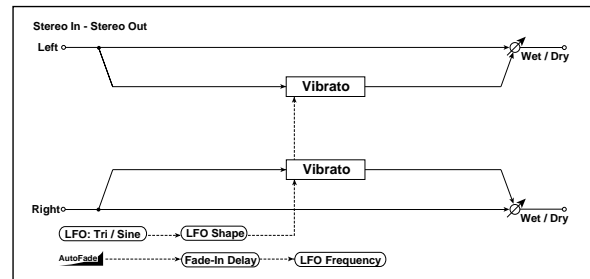 Stereo In - Stereo Out
Left
Wet / Dry
Vibrato
Vibrato
Right
Wet / Dry
LFO: Tri / Sine
LFO Shape
AutoFade
Fade-In Delay
LFO Frequency